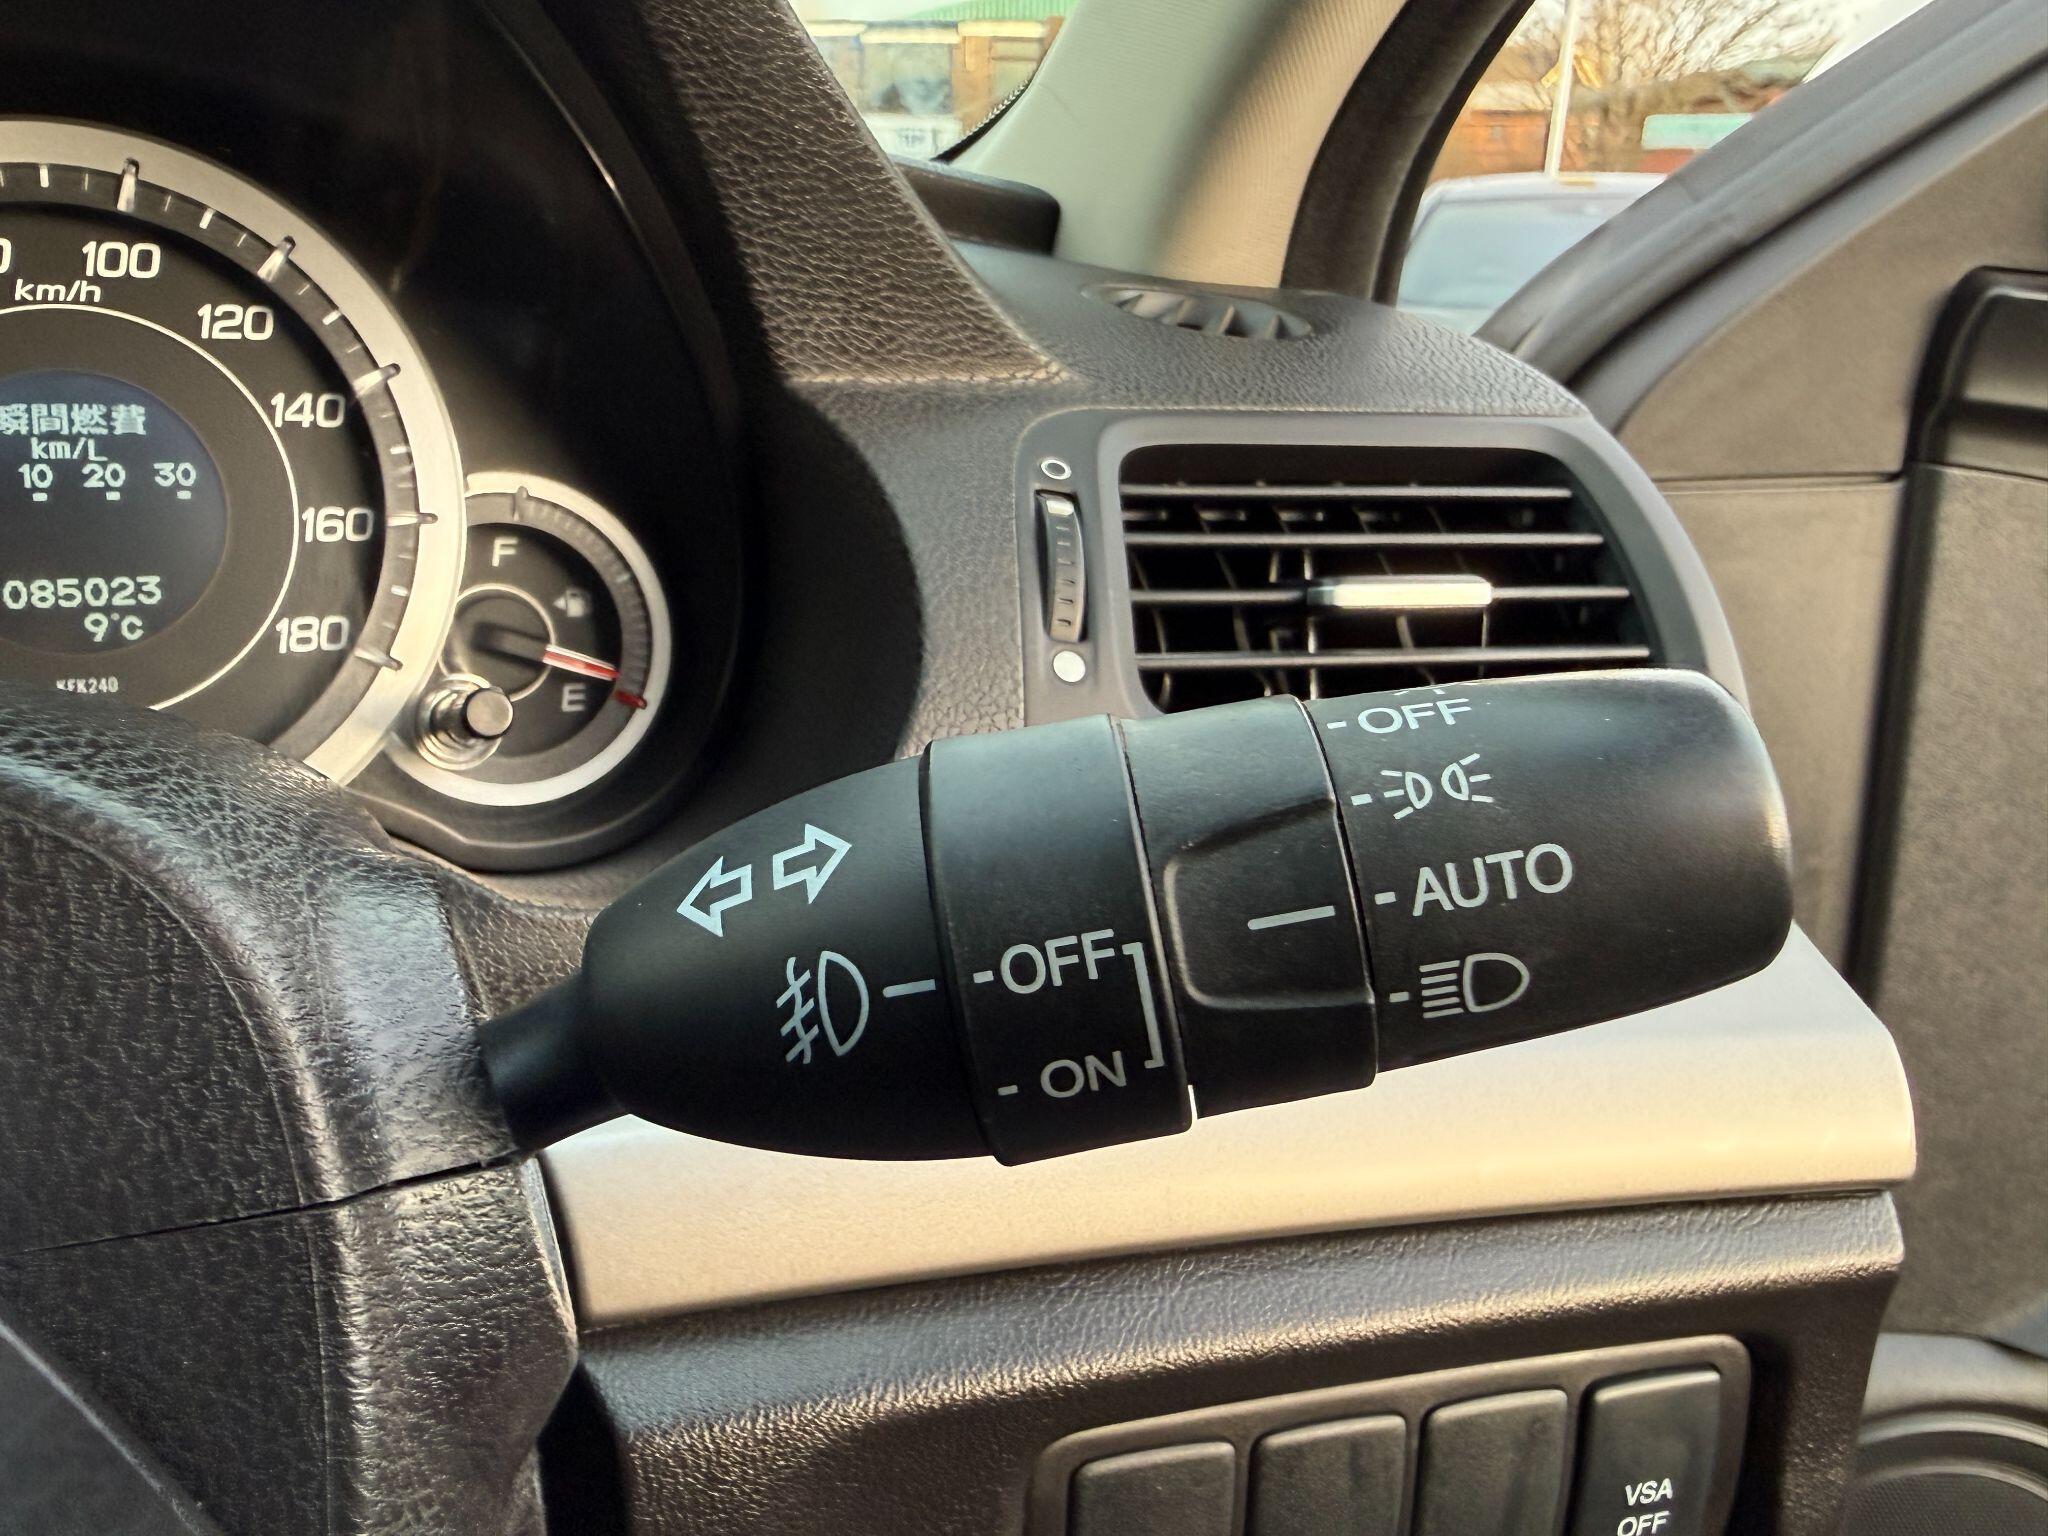 100
km/h
120
140
瞬間燃費
km/L
10 20 30
160
085023
9°C
180
F
E
OFF
AUTO
OFF
ON
VSA
OFF